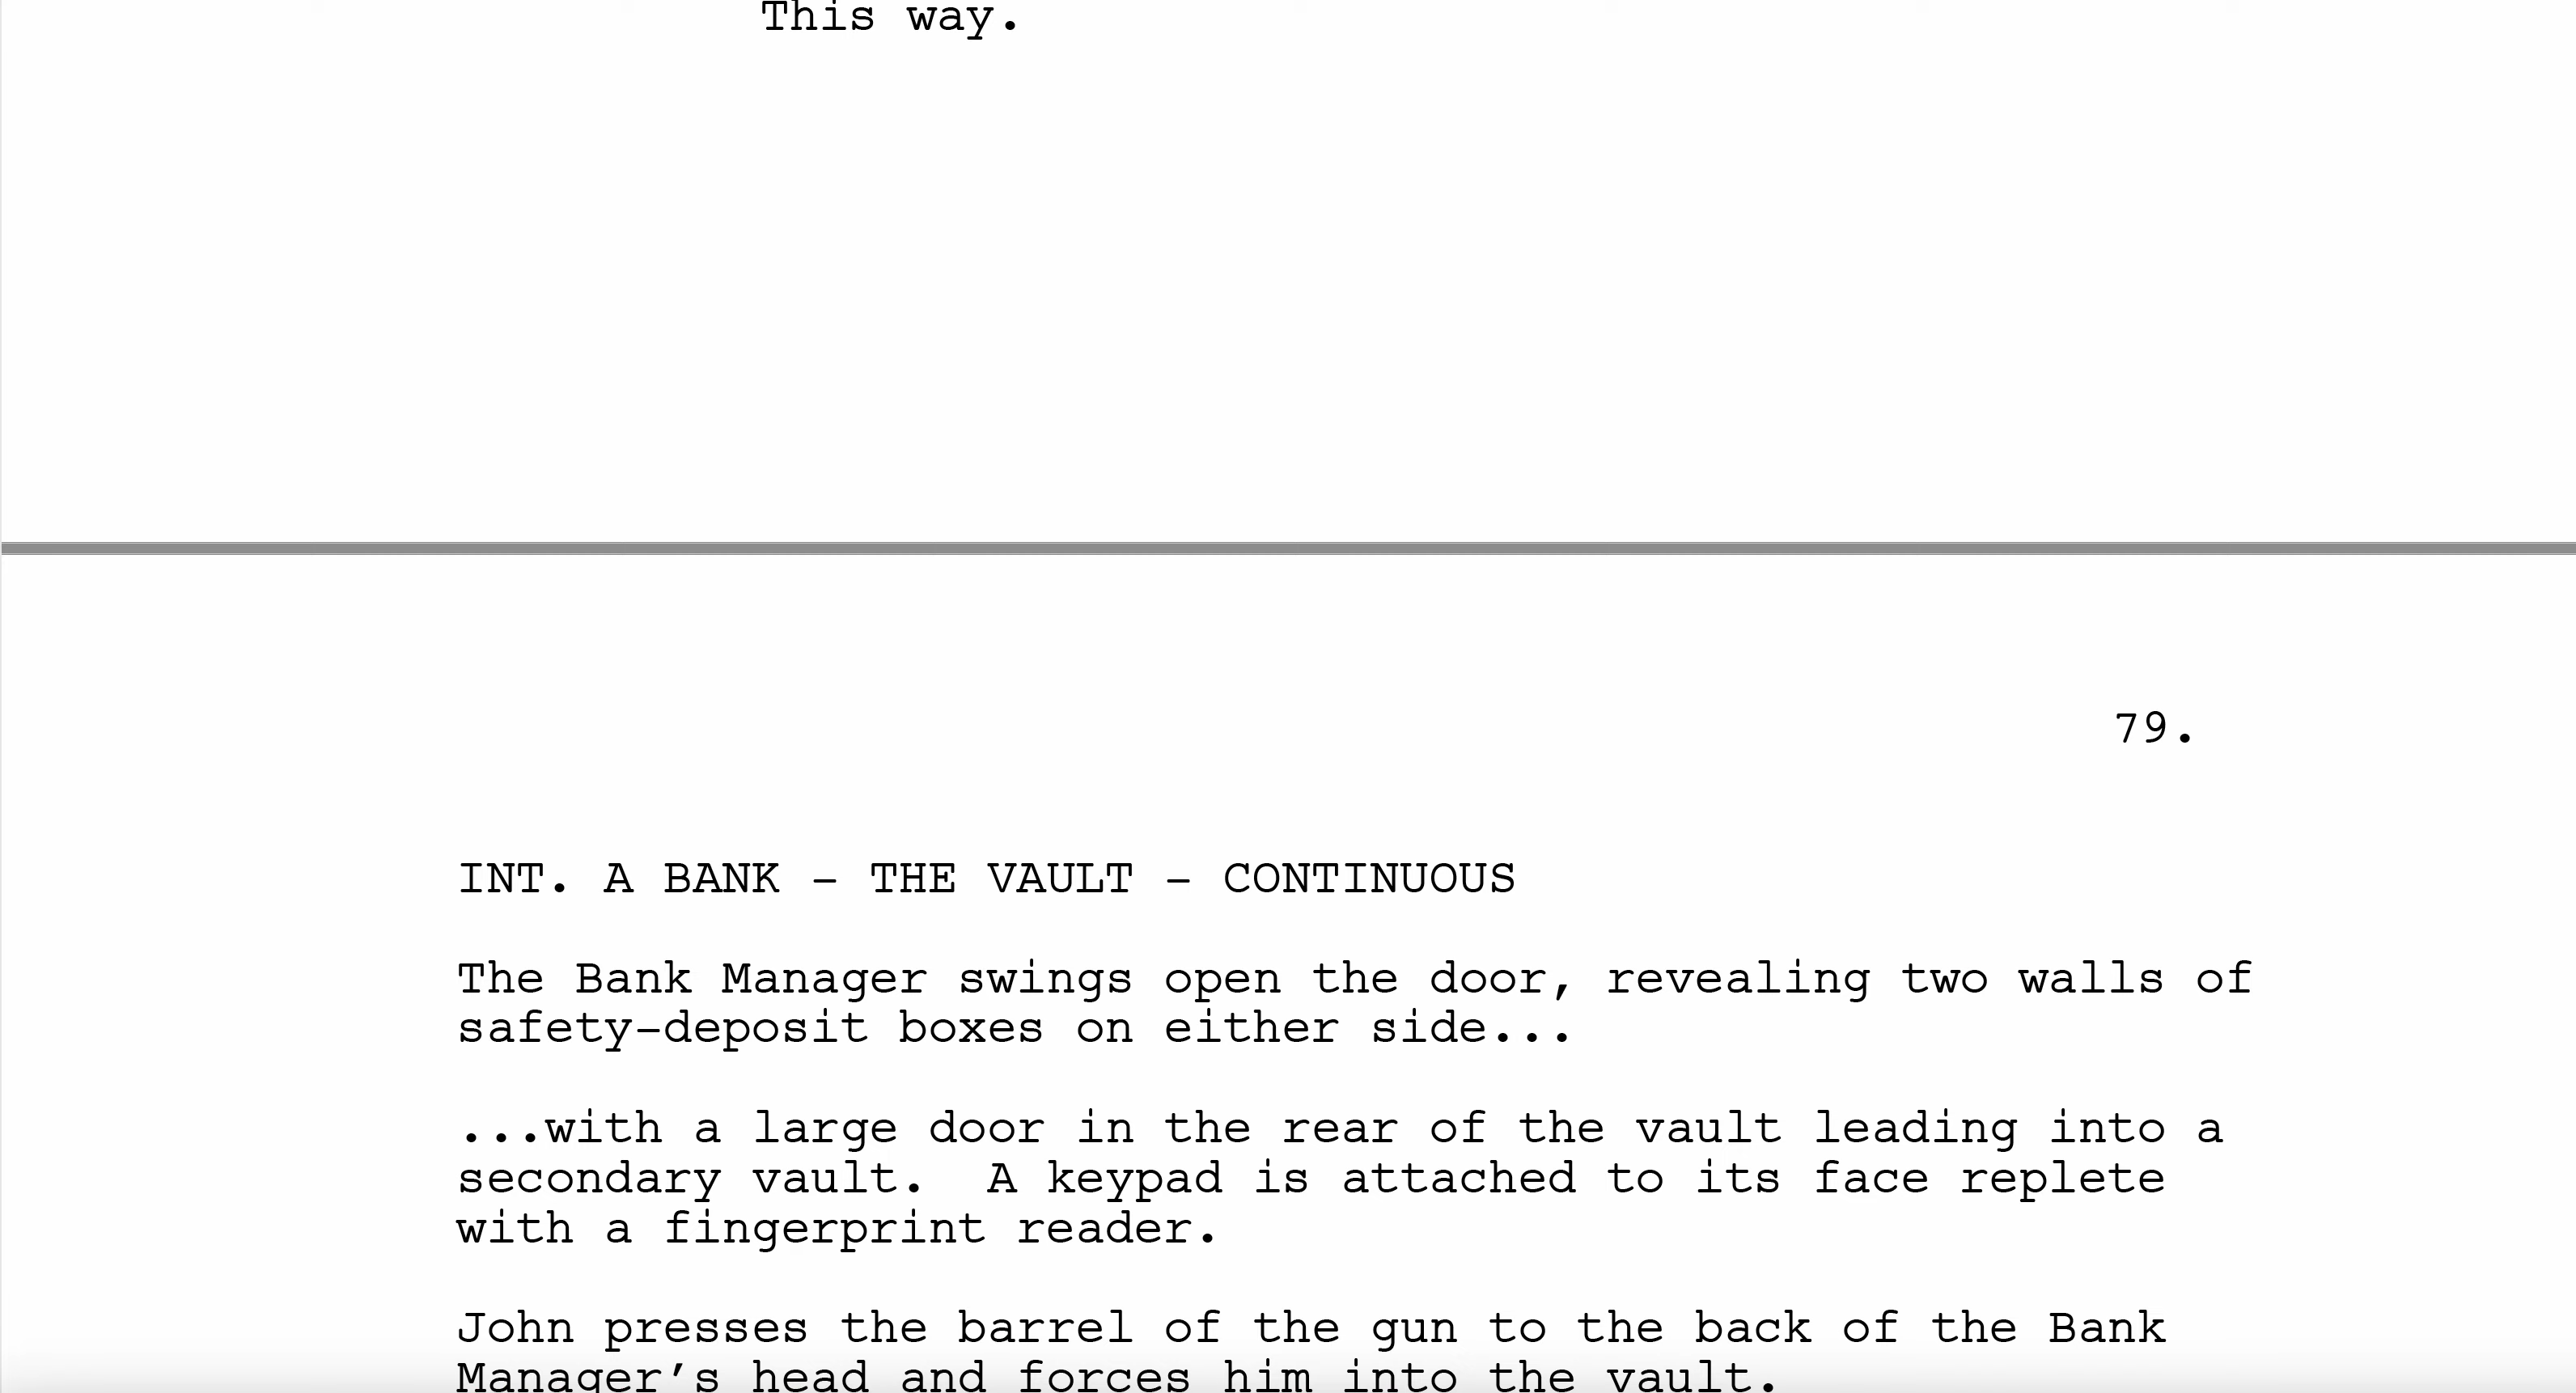 This way.
79.
INT. A BANK – THE VAULT – CONTINUOUS
The Bank Manager swings open the door, revealing two walls of
safety–deposit boxes on either side...
...with a large door in the rear of the vault leading into a
secondary vault.  A keypad is attached to its face replete
with a fingerprint reader.
John presses the barrel of the gun to the back of the Bank
Manager’s head and forces him into the vault.